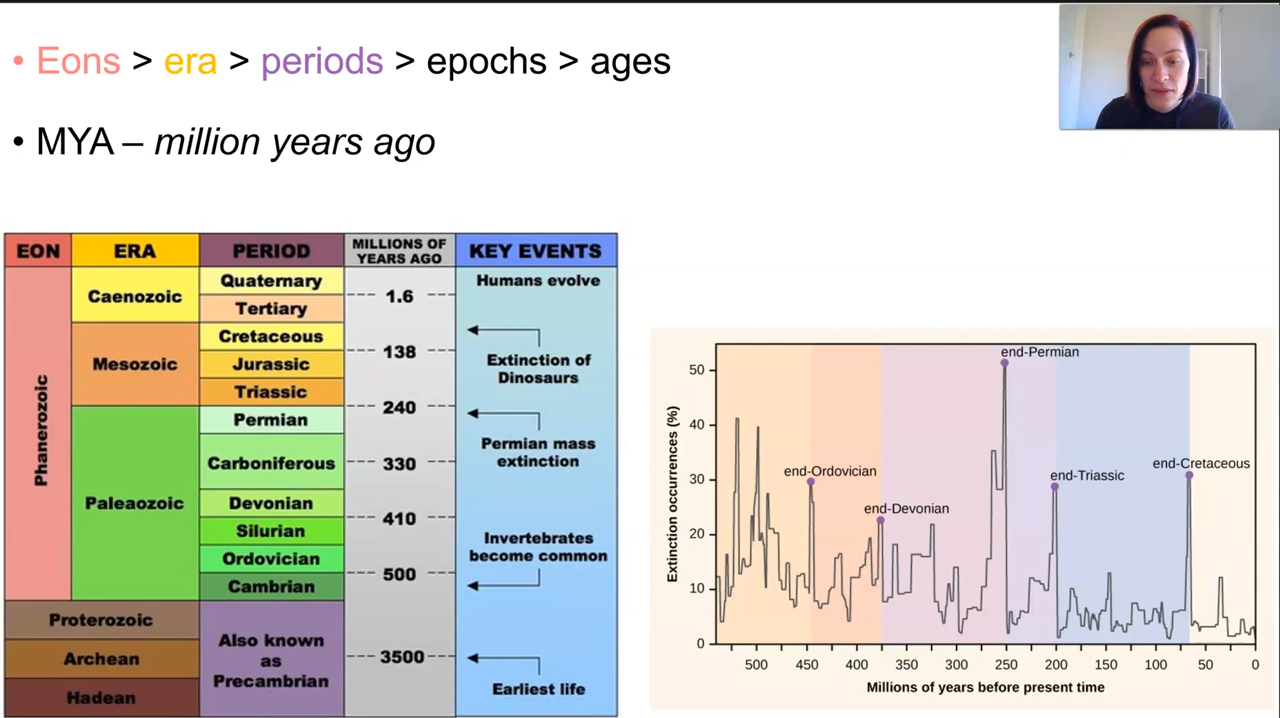 • Eons > era > periods > epochs > ages
• MYA – million years ago
EON
ERA
PERIOD
MILLIONS OF
YEARS AGO
KEY EVENTS
Phanerozoic
Caenozoic
Mesozoic
Paleaozoic
Proterozoic
Archean
Hadean
Quaternary
Tertiary
Cretaceous
Jurassic
Triassic
Permian
Carboniferous
Devonian
Silurian
Ordovician
Cambrian
Also known
as
Precambrian
1.6
138
240
330
410
500
3500
Humans evolve
Extinction of
Dinosaurs
Permian mass
extinction
Invertebrates
become common
Earliest life
Extinction occurrences (%)
50
40
30
20
10
0
end-Ordovician
end-Devonian
end-Permian
end-Triassic
end-Cretaceous
500 450 400 350 300 250 200 150 100 50 0
Millions of years before present time